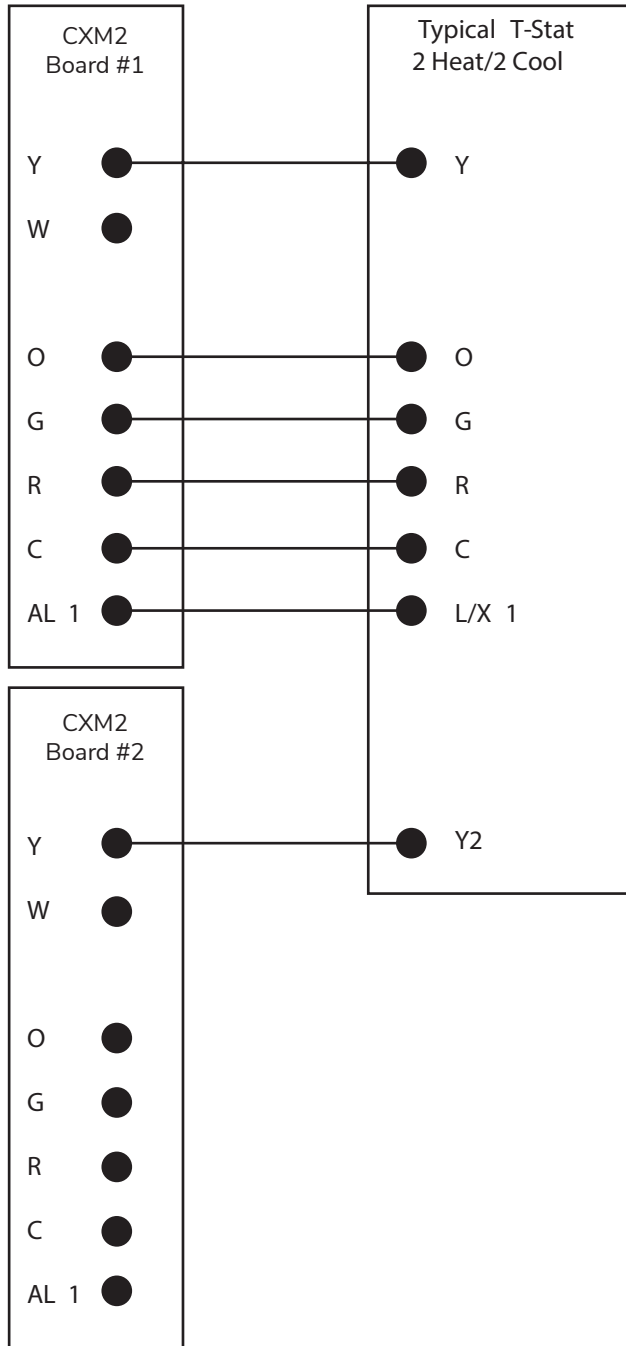 CXM2
Board #1
Typical T-Stat
2 Heat/2 Cool
Y
Y
W
O
O
G
G
R
R
C
C
AL 1
L/X 1
CXM2
Board #2
Y
Y2
W
O
G
R
C
AL 1